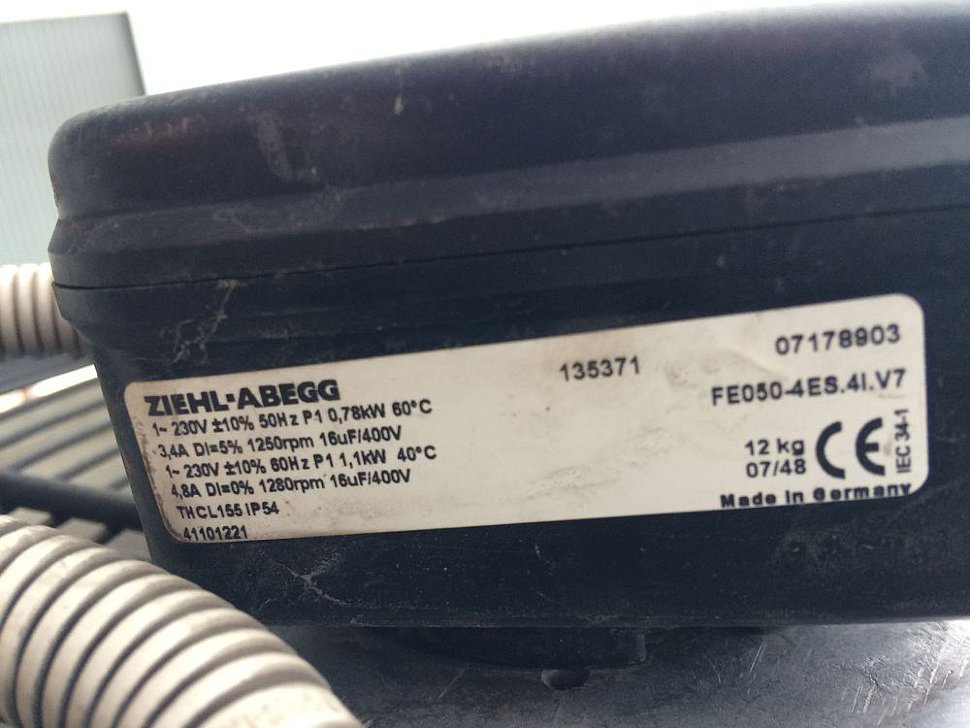 ZIEHL-ABEGG
135371
07178903
1~ 230V ±10% 50Hz P1 0,78kW 60°C
FE050-4ES.4I.V7
3,4A DI=5% 1250rpm 16uF/400V
1~ 230V ±10% 60Hz P1 1,1kW 40°C
12 kg
CE
IEC 34-1
4,8A DI=0% 1280rpm 16uF/400V
07/48
THCL155 IP54
Made in Germany
41101221